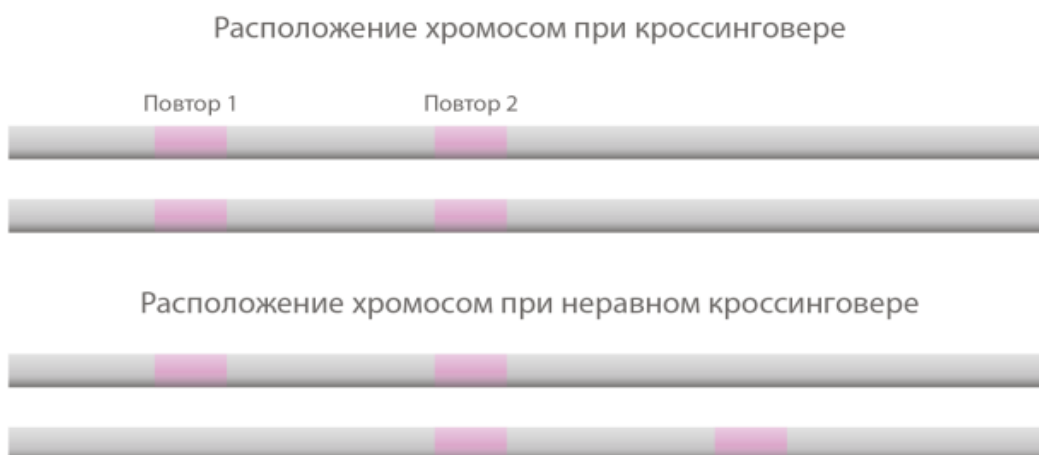 Расположение хромосом при кроссинговере
Повтор 1 Повтор 2
Расположение хромосом при неравном кроссинговере